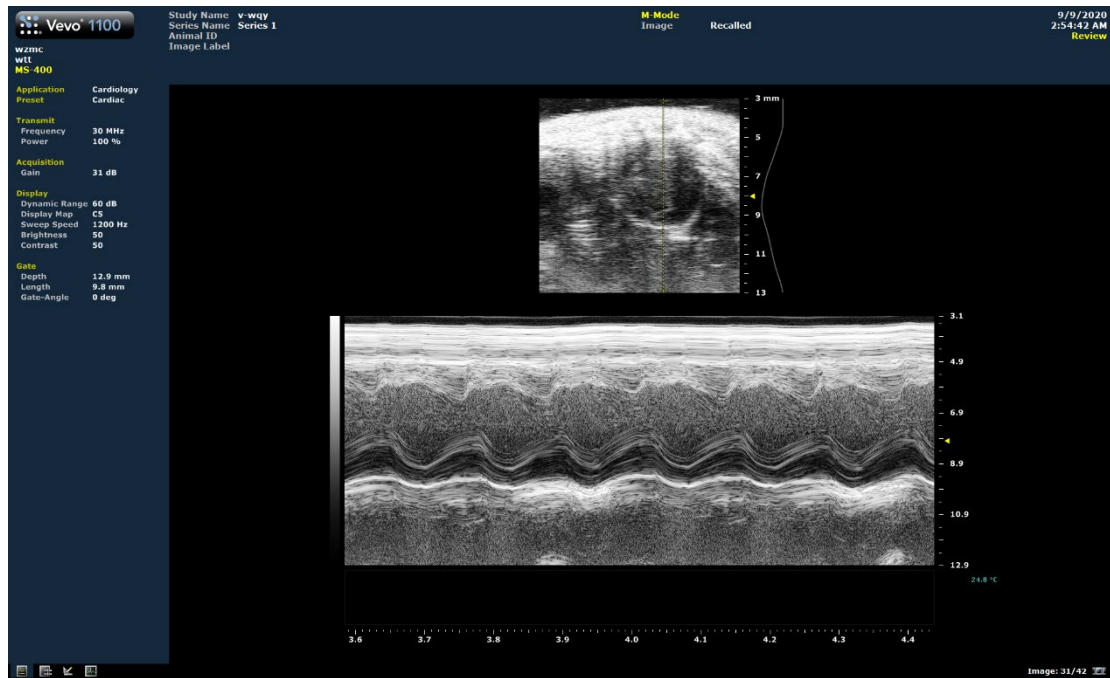 Vevo® 1100
Study Name v-wqy
Series Name Series 1
Animal ID
Image Label
M-Mode
Image Recalled
9/9/2020
2:54:42 AM
Review
wzmc
wtt
MS-400
Application Cardiology
Preset Cardiac
Transmit
Frequency 30 MHz
Power 100 %
Acquisition
Gain 31 dB
Display
Dynamic Range 60 dB
Display Map C5
Sweep Speed 1200 Hz
Brightness 50
Contrast 50
Gate
Depth 12.9 mm
Length 9.8 mm
Gate-Angle 0 deg
3 mm
5
7
9
11
13
3.1
4.9
6.9
8.9
10.9
12.9
24.8 °C
3.6 3.7 3.8 3.9 4.0 4.1 4.2 4.3 4.4
Image: 31/42